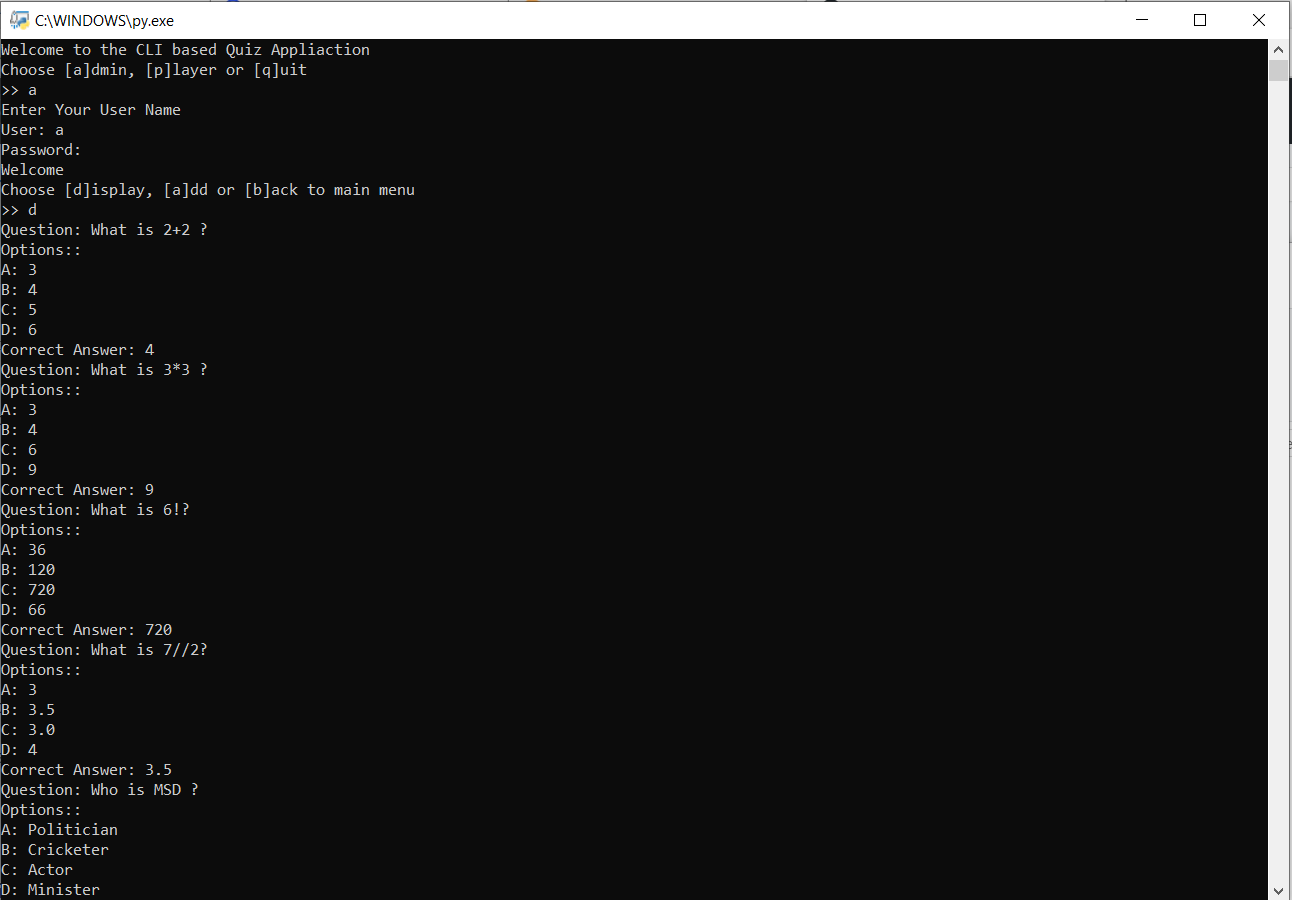 C:\WINDOWS\py.exe
Welcome to the CLI based Quiz Appliaction
Choose [a]dmin, [p]layer or [q]uit
>> a
Enter Your User Name
User: a
Password:
Welcome
Choose [d]isplay, [a]dd or [b]ack to main menu
>> d
Question: What is 2+2 ?
Options::
A: 3
B: 4
C: 5
D: 6
Correct Answer: 4
Question: What is 3*3 ?
Options::
A: 3
B: 4
C: 6
D: 9
Correct Answer: 9
Question: What is 6!?
Options::
A: 36
B: 120
C: 720
D: 66
Correct Answer: 720
Question: What is 7//2?
Options::
A: 3
B: 3.5
C: 3.0
D: 4
Correct Answer: 3.5
Question: Who is MSD ?
Options::
A: Politician
B: Cricketer
C: Actor
D: Minister